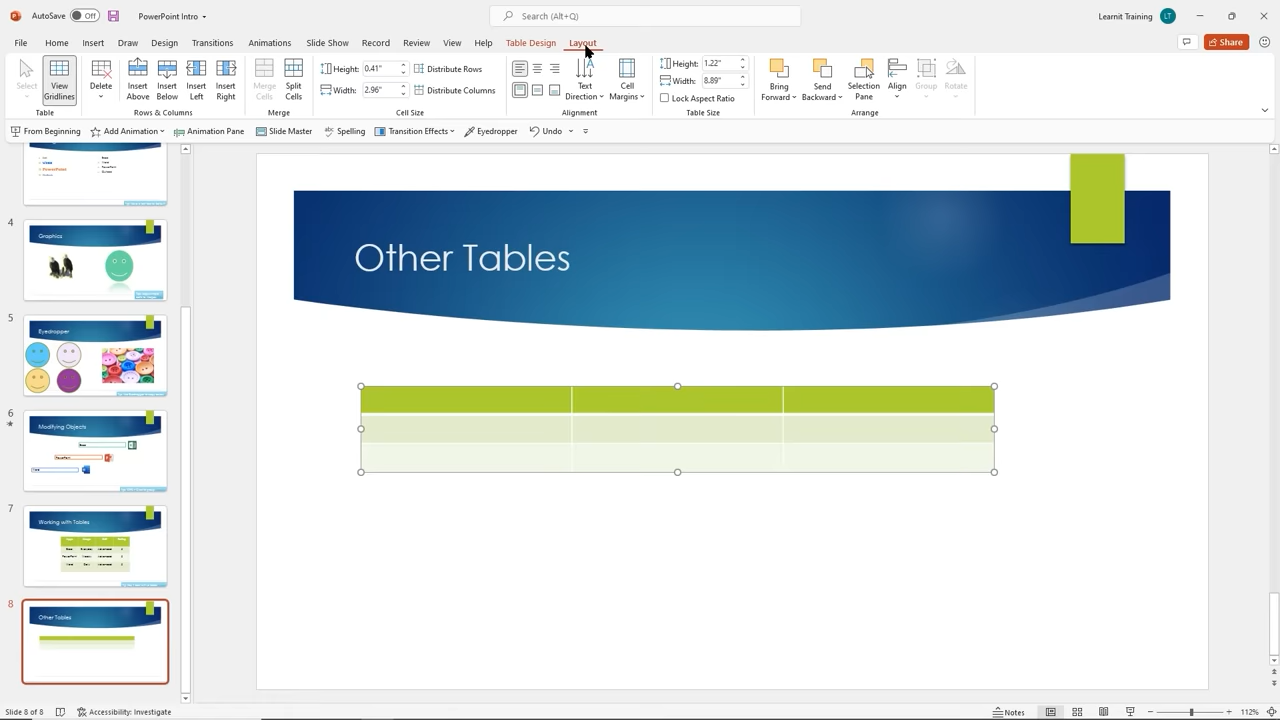 AutoSave Off PowerPoint Intro Search (Alt+Q) Learnit Training LT
File Home Insert Draw Design Transitions Animations Slide Show Record Review View Help Table Design Layout Share
Select View Gridlines Delete Insert Above Insert Below Insert Left Insert Right Merge Cells Split Cells Height: 0.41" Width: 2.96" Distribute Rows Distribute Columns Text Direction Cell Margins Height: 1.22" Width: 8.89" Lock Aspect Ratio Bring Forward Send Backward Selection Pane Align Group Rotate
Table Rows & Columns Merge Cell Size Alignment Table Size Arrange
From Beginning Add Animation Animation Pane Slide Master Spelling Transition Effects Eyedropper Undo
PowerPoint
4
Graphics
5
Eyedropper
6
Modifying Objects
7
Working with Tables
8
Other Tables
Other Tables
Slide 8 of 8 Accessibility: Investigate Notes 112%